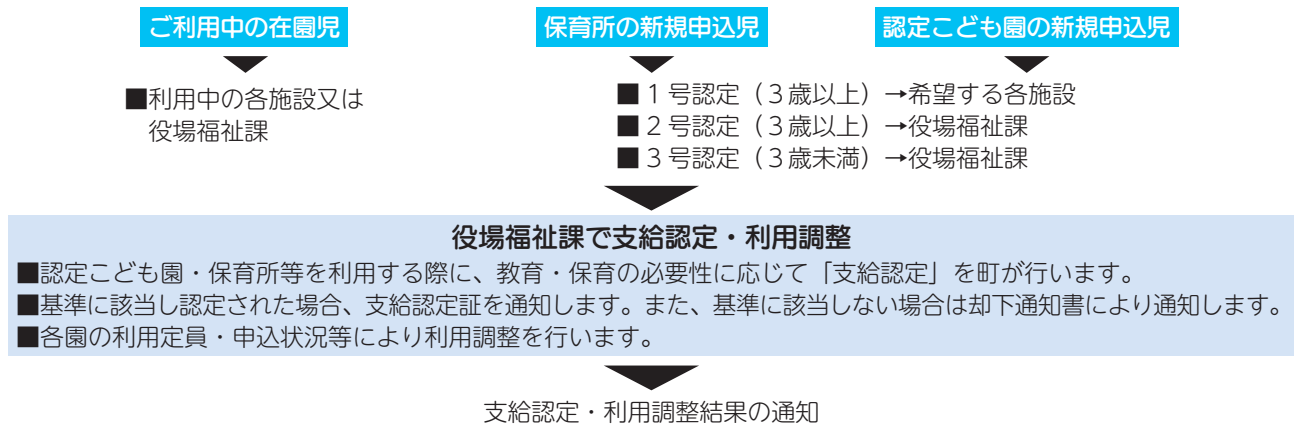 ご利用中の在園児
保育所の新規申込児
認定こども園の新規申込児
■利用中の各施設又は
役場福祉課
■１号認定（３歳以上）→希望する各施設
■２号認定（３歳以上）→役場福祉課
■３号認定（３歳未満）→役場福祉課
役場福祉課で支給認定・利用調整
■認定こども園・保育所等を利用する際に、教育・保育の必要性に応じて「支給認定」を町が行います。
■基準に該当し認定された場合、支給認定証を通知します。また、基準に該当しない場合は却下通知書により通知します。
■各園の利用定員・申込状況等により利用調整を行います。
支給認定・利用調整結果の通知